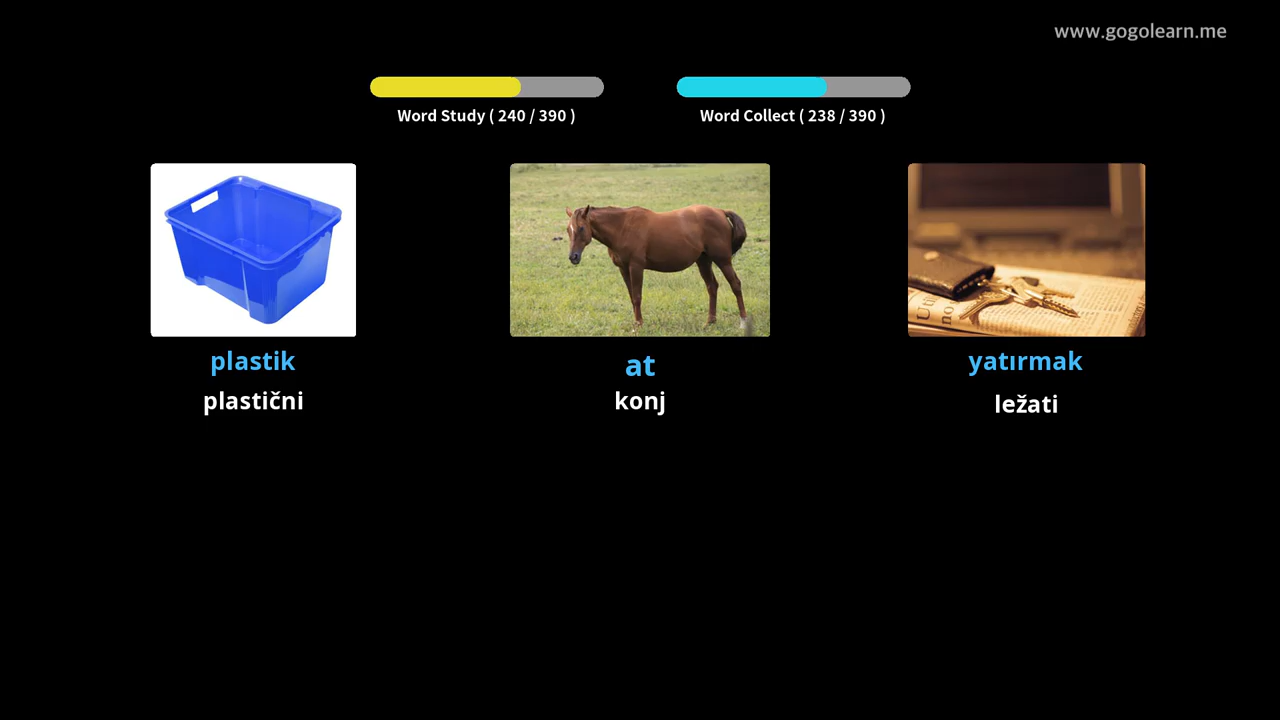 www.gogolearn.me
Word Study ( 240 / 390 )
Word Collect ( 238 / 390 )
plastik
at
yatırmak
plastični
konj
ležati